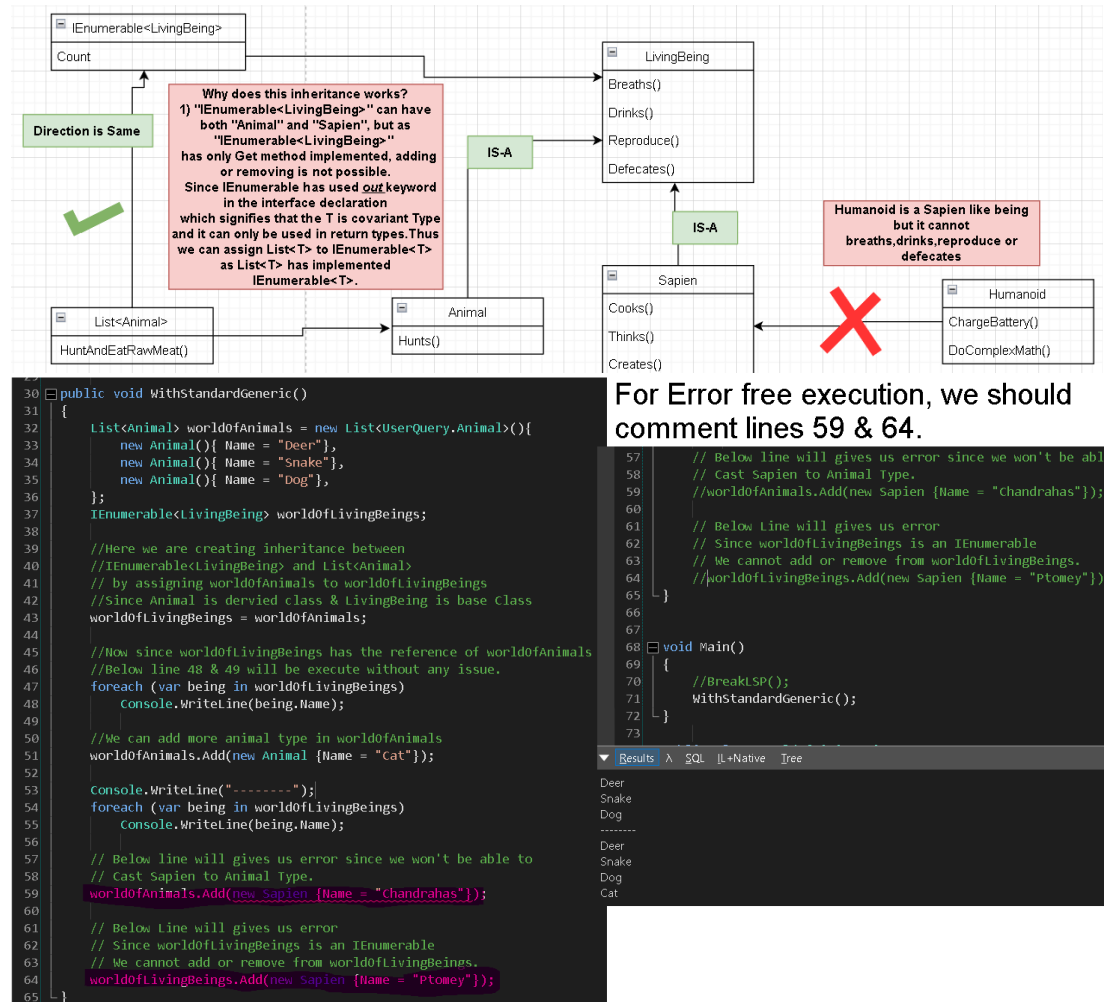 IEnumerable<LivingBeing>
Count
Direction is Same
Why does this inheritance works?
1) "IEnumerable<LivingBeing>" can have
both "Animal" and "Sapien", but as
"IEnumerable<LivingBeing>"
has only Get method implemented, adding
or removing is not possible.
Since IEnumerable has used out keyword
in the interface declaration
which signifies that the T is covariant Type
and it can only be used in return types.Thus
we can assign List<T> to IEnumerable<T>
as List<T> has implemented
IEnumerable<T>.
List<Animal>
HuntAndEatRawMeat()
Animal
Hunts()
IS-A
LivingBeing
Breaths()
Drinks()
Reproduce()
Defecates()
IS-A
Sapien
Cooks()
Thinks()
Creates()
Humanoid is a Sapien like being
but it cannot
breaths,drinks,reproduce or
defecates
Humanoid
ChargeBattery()
DoComplexMath()
30 public void WithStandardGeneric()
31 {
32 List<Animal> worldOfAnimals = new List<UserQuery.Animal>(){
33 new Animal(){ Name = "Deer"},
34 new Animal(){ Name = "Snake"},
35 new Animal(){ Name = "Dog"},
36 };
37 IEnumerable<LivingBeing> worldOfLivingBeings;
38
39 //Here we are creating inheritance between
40 //IEnumerable<LivingBeing> and List<Animal>
41 // by assigning worldOfAnimals to worldOfLivingBeings
42 //Since Animal is dervied class & LivingBeing is base Class
43 worldOfLivingBeings = worldOfAnimals;
44
45 //Now since worldOfLivingBeings has the reference of worldOfAnimals
46 //Below line 48 & 49 will be execute without any issue.
47 foreach (var being in worldOfLivingBeings)
48 Console.WriteLine(being.Name);
49
50 //We can add more animal type in worldOfAnimals
51 worldOfAnimals.Add(new Animal {Name = "Cat"});
52
53 Console.WriteLine("--------");
54 foreach (var being in worldOfLivingBeings)
55 Console.WriteLine(being.Name);
56
57 // Below line will gives us error since we won't be able to
58 // Cast Sapien to Animal Type.
59 worldOfAnimals.Add(new Sapien {Name = "Chandrahas"});
60
61 // Below Line will gives us error
62 // Since worldOfLivingBeings is an IEnumerable
63 // We cannot add or remove from worldOfLivingBeings.
64 worldOfLivingBeings.Add(new Sapien {Name = "Ptomey"});
65 }
For Error free execution, we should
comment lines 59 & 64.
57 // Below line will gives us error since we won't be abl
58 // Cast Sapien to Animal Type.
59 //worldOfAnimals.Add(new Sapien {Name = "Chandrahas"});
60
61 // Below Line will gives us error
62 // Since worldOfLivingBeings is an IEnumerable
63 // We cannot add or remove from worldOfLivingBeings.
64 //worldOfLivingBeings.Add(new Sapien {Name = "Ptomey"})
65 }
66
67
68 void Main()
69 {
70 //BreakLSP();
71 WithStandardGeneric();
72 }
73
Results λ SQL IL+Native Tree
Deer
Snake
Dog
--------
Deer
Snake
Dog
Cat